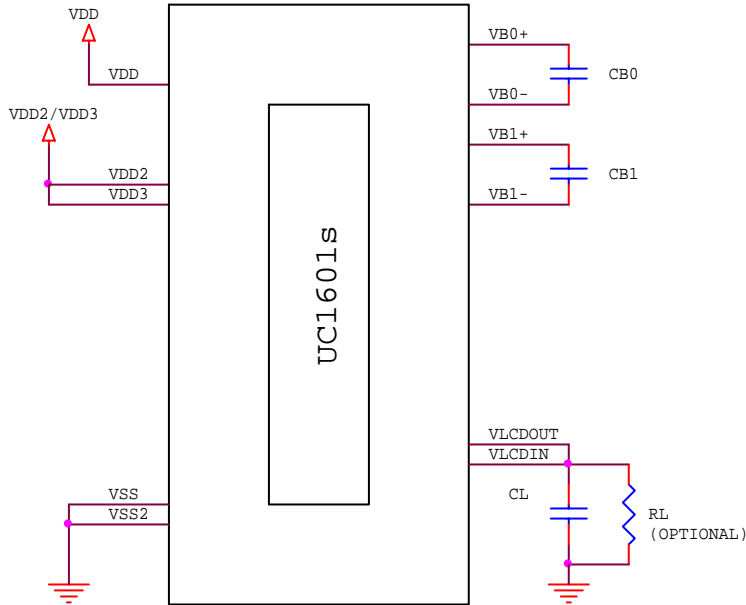 VDD
VDD
VDD2/VDD3
VDD2
VDD3
VSS
VSS2
UC1601s
VB0+
CB0
VB0-
VB1+
CB1
VB1-
VLCDOUT
VLCDIN
CL
RL
(OPTIONAL)